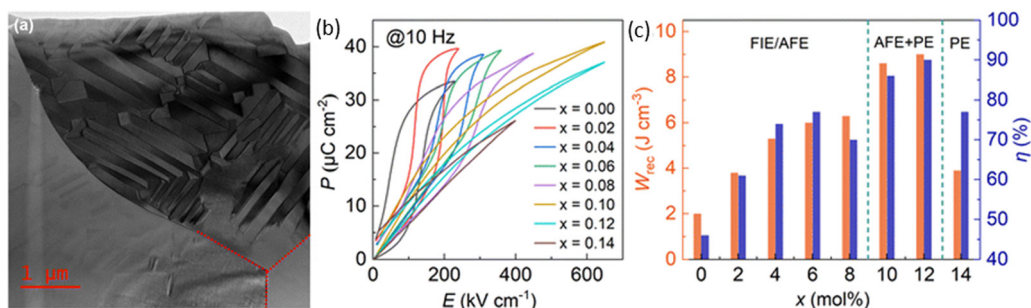 (a)
1 μm
(b)
@10 Hz
P (μC cm-2)
50
40
30
20
10
0
x = 0.00
x = 0.02
x = 0.04
x = 0.06
x = 0.08
x = 0.10
x = 0.12
x = 0.14
0 200 400 600
E (kV cm-1)
(c)
FIE/AFE AFE+PE PE
Wrec (J cm-3)
10
8
6
4
2
0
0 2 4 6 8 10 12 14
x (mol%)
100
90
80
70
60
50
40
η (%)